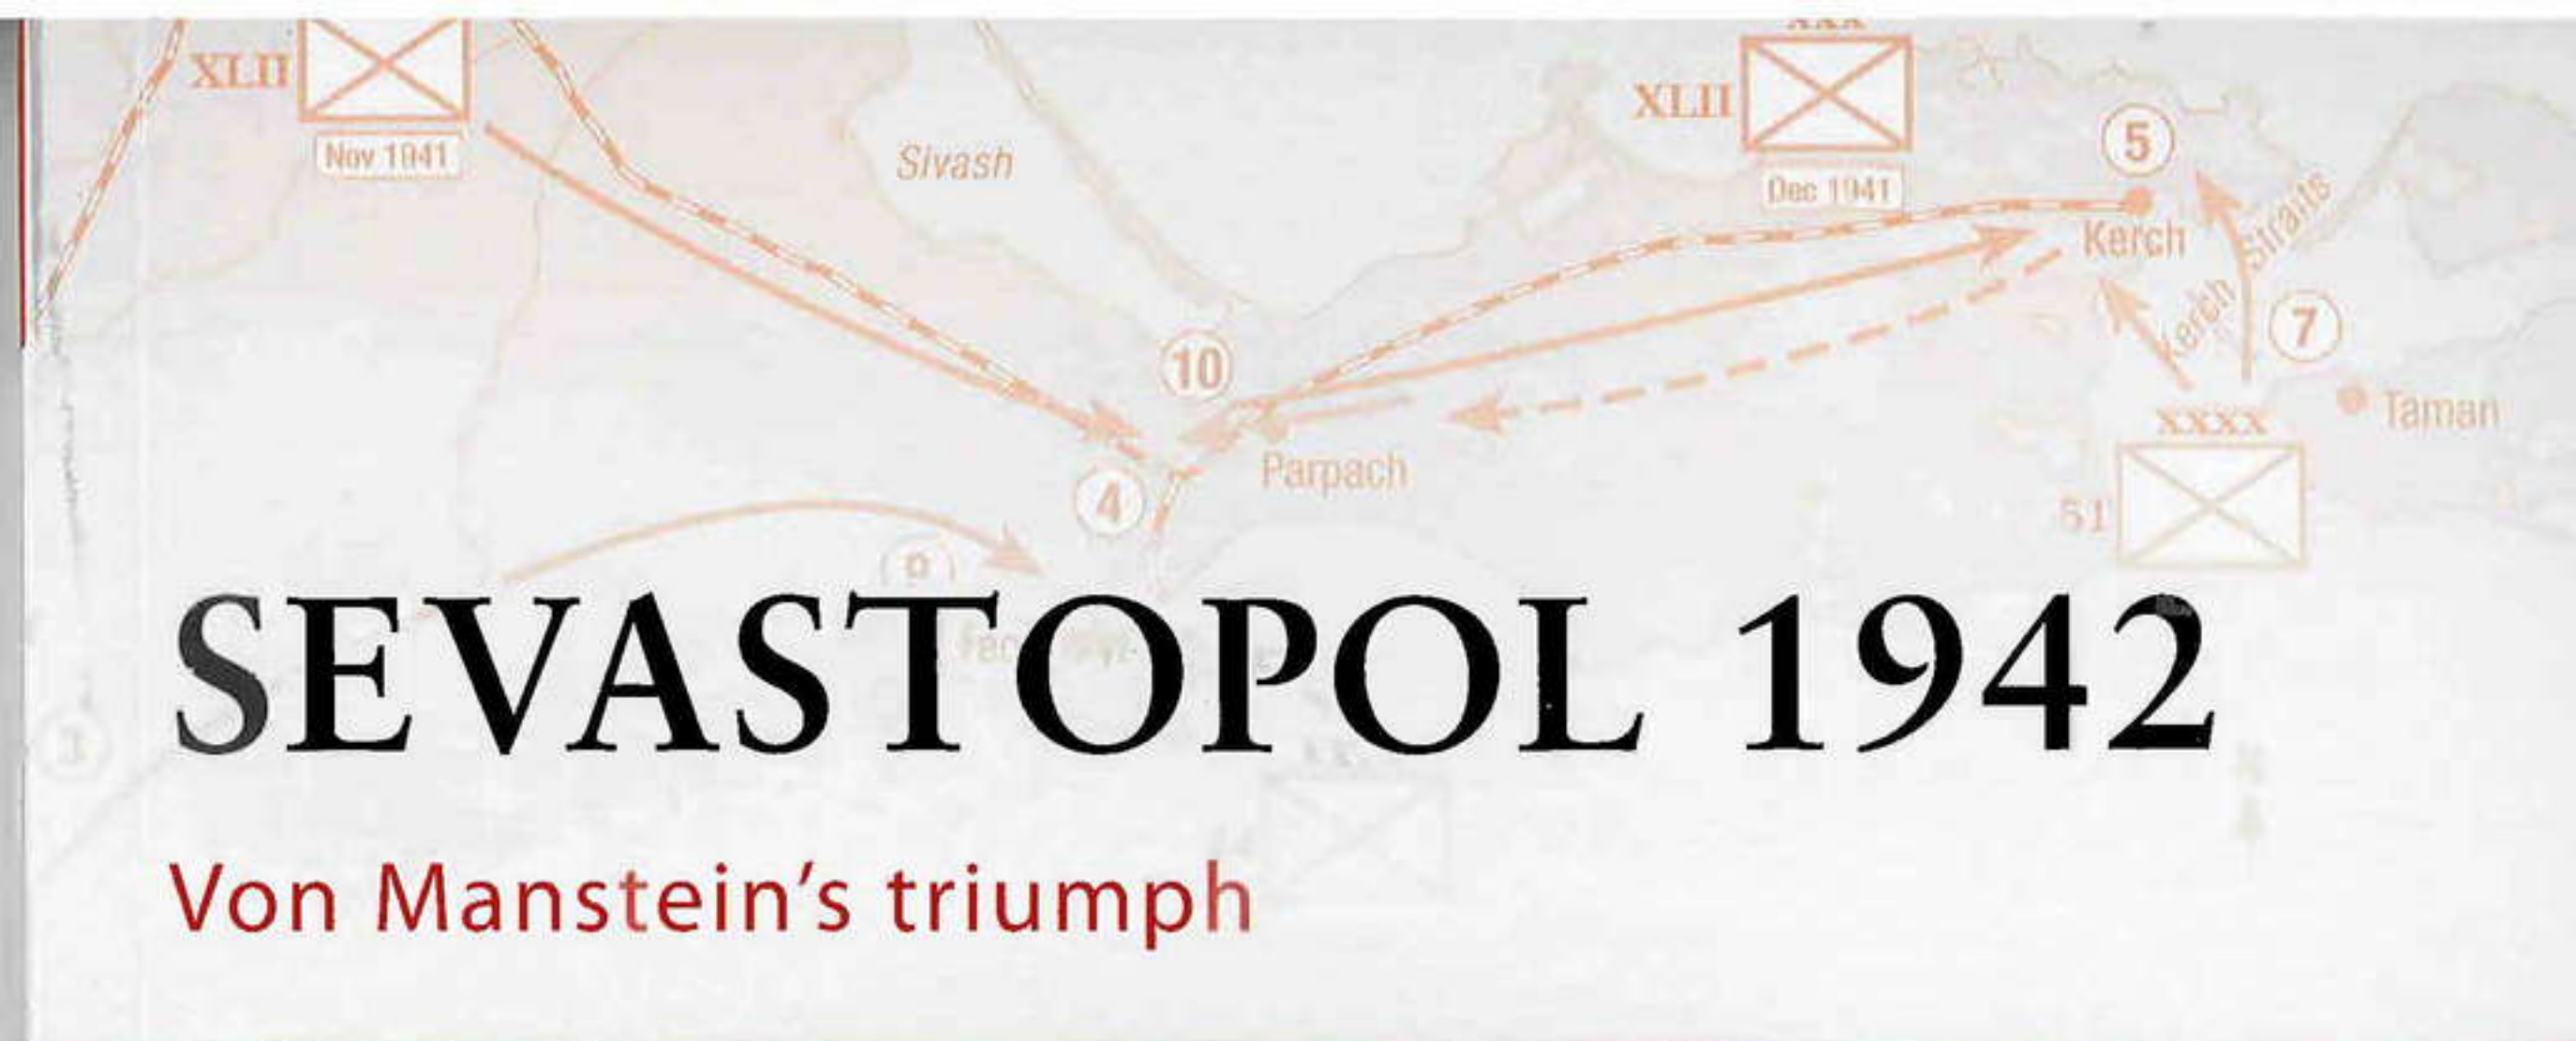 XLII
Nov 1941
Sivash
XXX
XLII
Dec 1941
5
Kerch
Kerch Straits
7
10
Taman
XXXX
51
Parpach
4
SEVASTOPOL 1942
Von Manstein's triumph